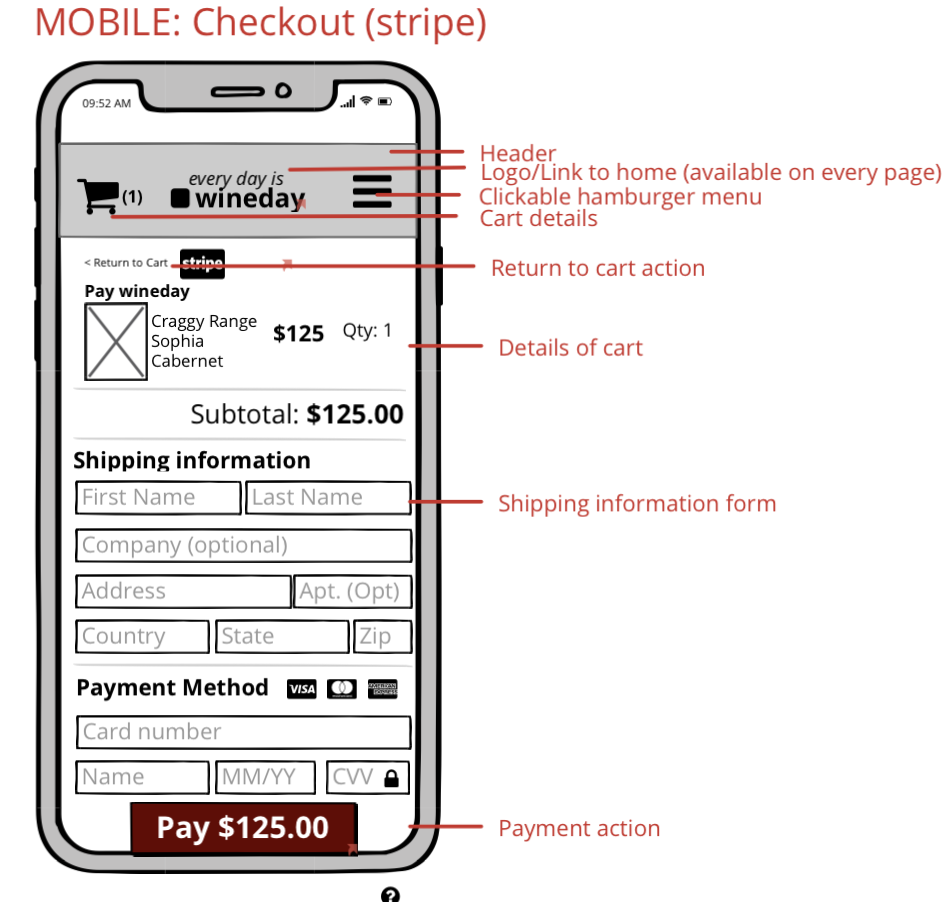 MOBILE: Checkout (stripe)
09:52 AM
Header
Logo/Link to home (available on every page)
every day is
(1) wineday
Clickable hamburger menu
Cart details
< Return to Cart stripe
Return to cart action
Pay wineday
Craggy Range
Sophia
Cabernet
$125 Qty: 1
Details of cart
Subtotal: $125.00
Shipping information
First Name Last Name
Shipping information form
Company (optional)
Address Apt. (Opt)
Country State Zip
Payment Method VISA
AMERICAN
EXPRESS
Card number
Name MM/YY CVV
Pay $125.00
Payment action
?